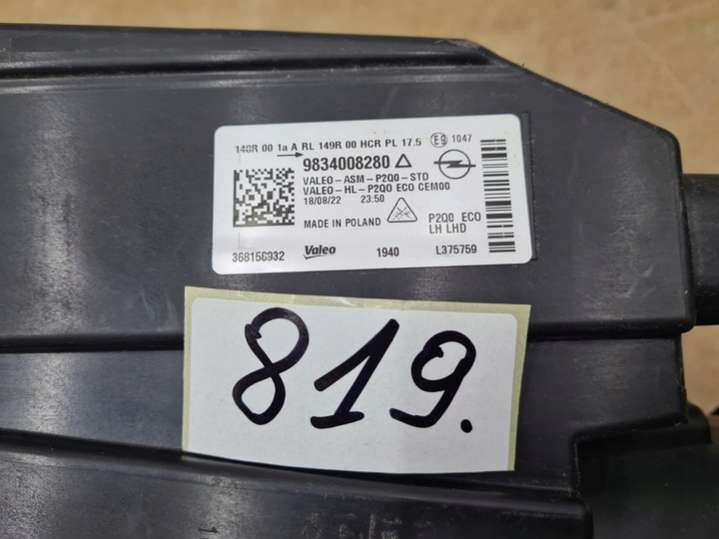 148R 00 1a A RL 149R 00 HCR PL 17.5 E9 1047
9834008280
VALEO-ASM-P2Q0-STD
VALEO-HL-P2Q0 ECO CEM00
18/08/22 23:50
MADE IN POLAND
P2Q0 ECO
LH LHD
36815G932 Valeo 1940 L375759
819.